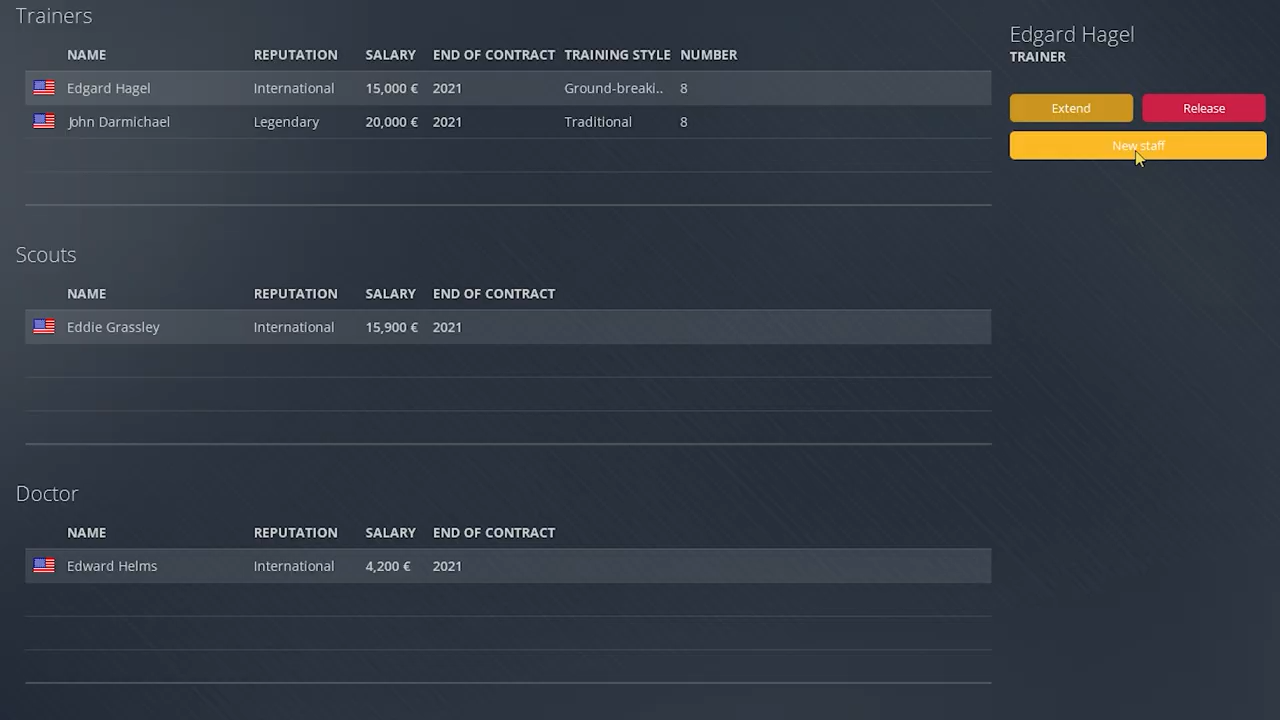 Trainers
NAME REPUTATION SALARY END OF CONTRACT TRAINING STYLE NUMBER
Edgard Hagel International 15,000 € 2021 Ground-breaki.. 8
John Darmichael Legendary 20,000 € 2021 Traditional 8
Scouts
NAME REPUTATION SALARY END OF CONTRACT
Eddie Grassley International 15,900 € 2021
Doctor
NAME REPUTATION SALARY END OF CONTRACT
Edward Helms International 4,200 € 2021
Edgard Hagel
TRAINER
Extend Release
New staff